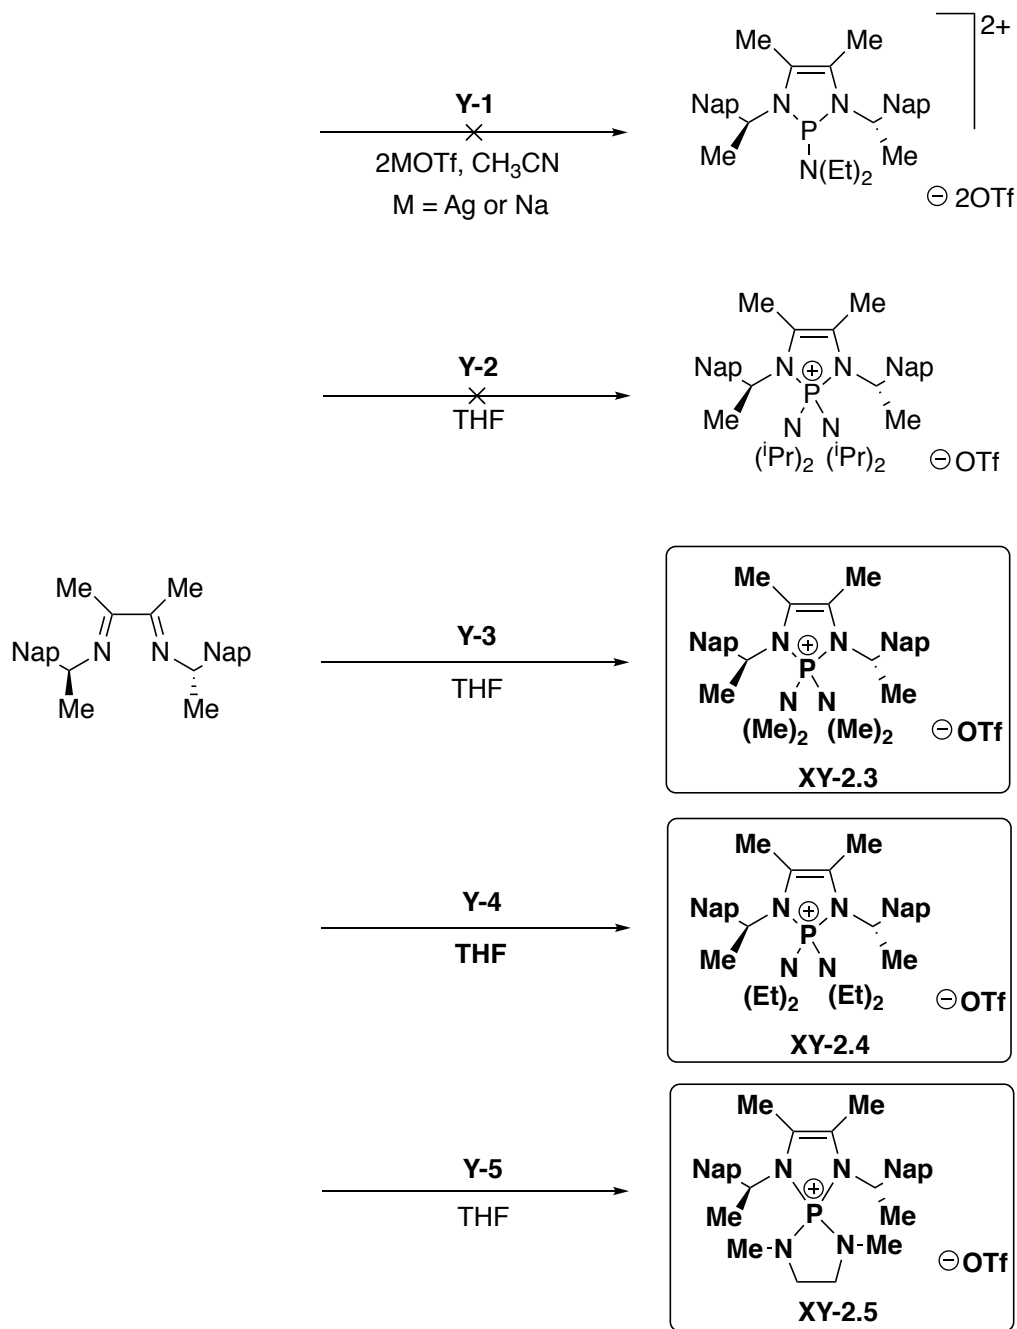 Me Me 2+
Y-1
Nap N N Nap
P
2MOTf, CH₃CN
Me N(Et)₂ Me
M = Ag or Na
⊖ 2OTf
Me Me
Y-2
Nap N ⊕ N Nap
P
THF
Me N N Me
(ⁱPr)₂ (ⁱPr)₂ ⊖ OTf
Me Me
Nap N N Nap
Me Me
Y-3
THF
Me Me
Nap N ⊕ N Nap
P
Me N N Me
(Me)₂ (Me)₂ ⊖ OTf
XY-2.3
Y-4
THF
Me Me
Nap N ⊕ N Nap
P
Me N N Me
(Et)₂ (Et)₂ ⊖ OTf
XY-2.4
Y-5
THF
Me Me
Nap N N Nap
⊕
Me P Me
Me N N Me
⊖ OTf
XY-2.5